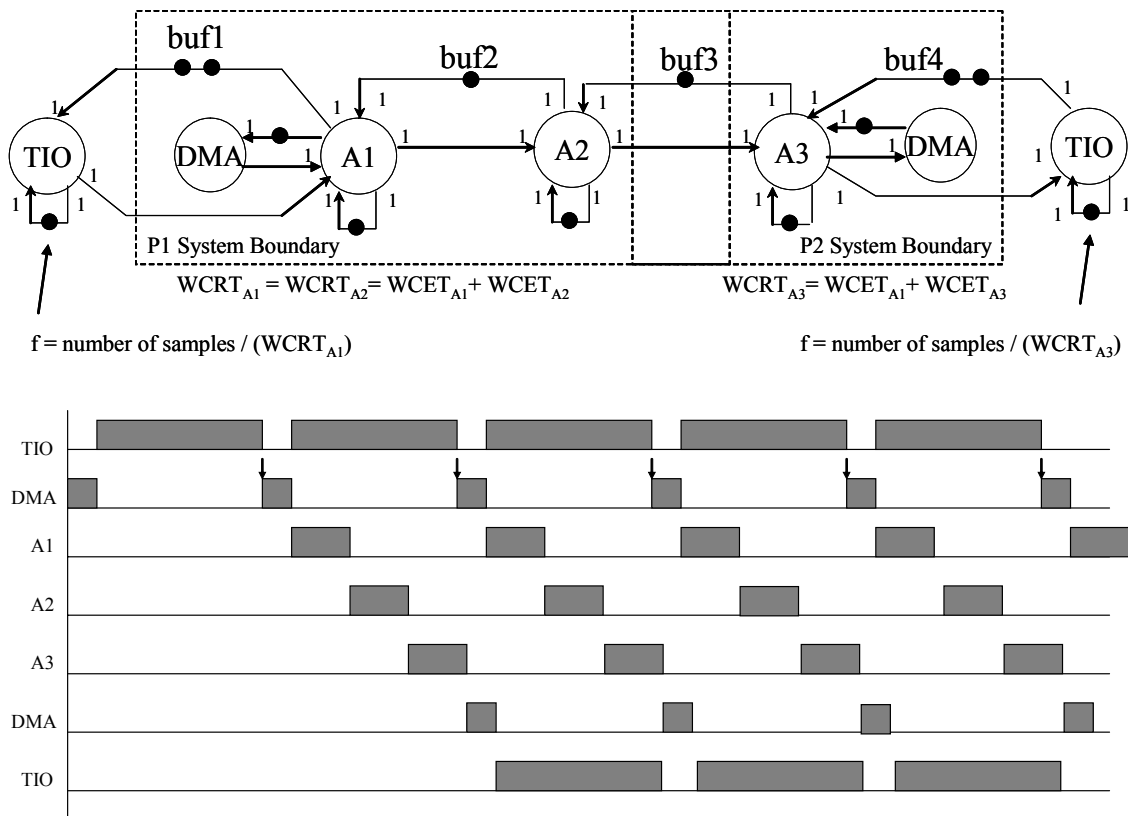 buf1
buf2
buf3
buf4
1 1 1 1 1 1 1 1 1 1
TIO DMA A1 A2 A3 DMA TIO
1 1 1 1 1 1 1 1
1 1 1 1 1 1 1 1 1 1
P1 System Boundary
P2 System Boundary
WCRT_A1 = WCRT_A2= WCET_A1+ WCET_A2
WCRT_A3= WCET_A1+ WCET_A3
f = number of samples / (WCRT_A1)
f = number of samples / (WCRT_A3)
TIO
DMA
A1
A2
A3
DMA
TIO